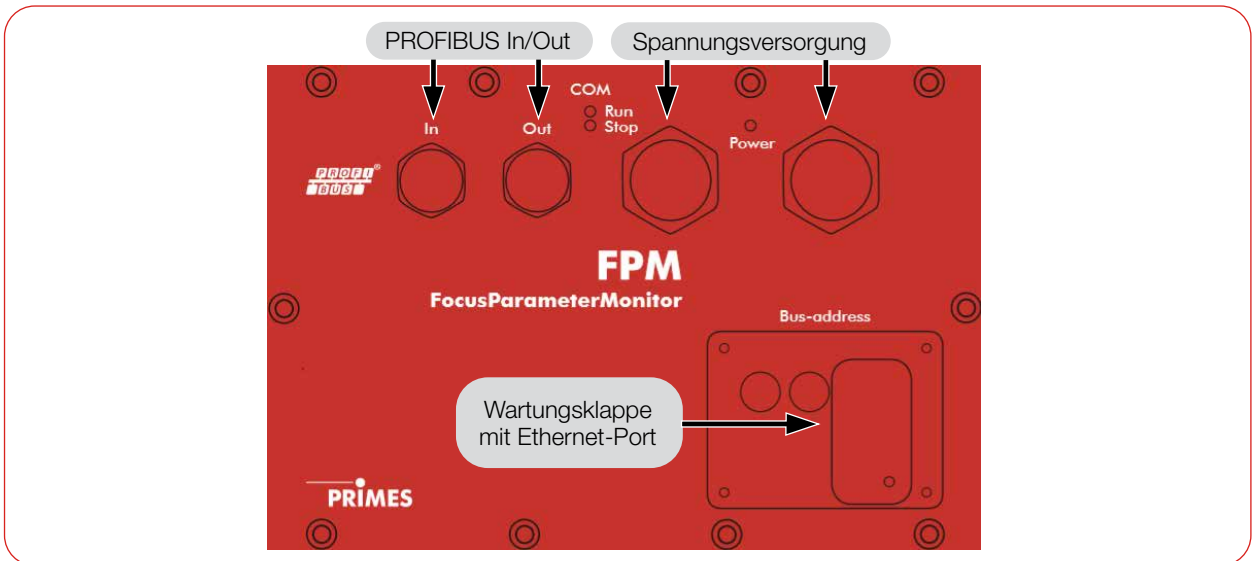 PROFIBUS In/Out
Spannungsversorgung
COM
Run
Stop
In
Out
Power
PROFI®
BUS
FPM
FocusParameterMonitor
Bus-address
Wartungsklappe
mit Ethernet-Port
PRIMES